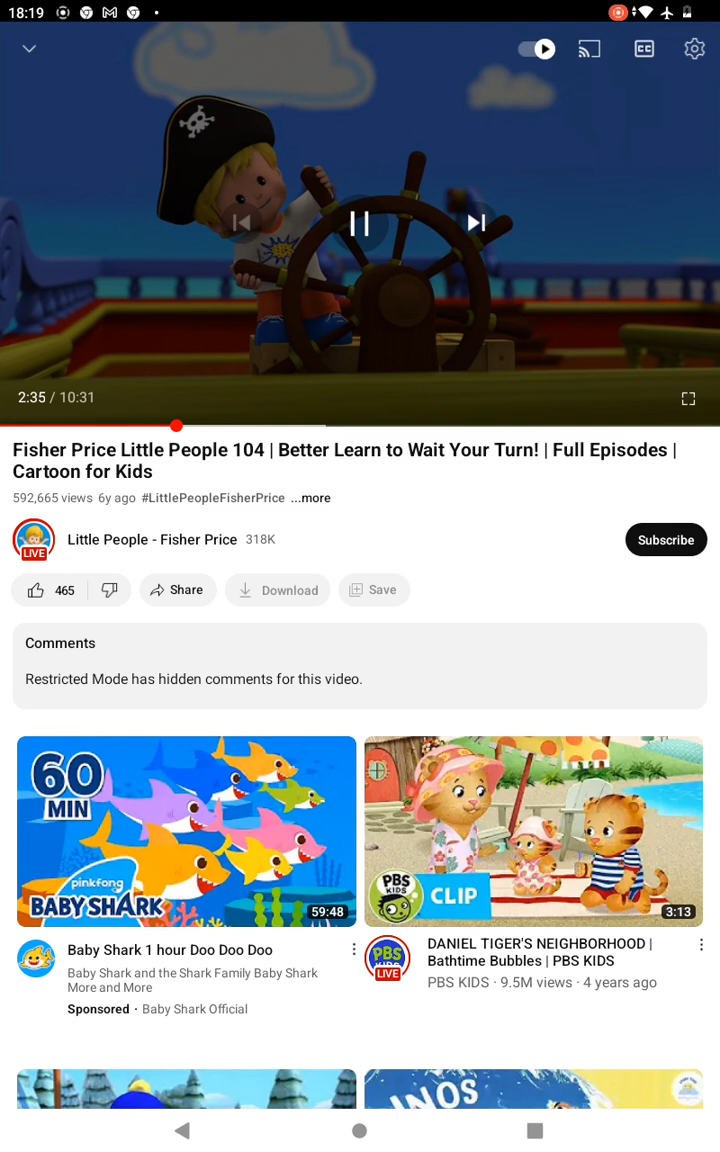 18:19
2:35 / 10:31
Fisher Price Little People 104 | Better Learn to Wait Your Turn! | Full Episodes |
Cartoon for Kids
592,665 views 6y ago #LittlePeopleFisherPrice ...more
LIVE
Little People - Fisher Price 318K
Subscribe
465
Share
Download
Save
Comments
Restricted Mode has hidden comments for this video.
60
MIN
pinkfong
BABY SHARK
59:48
PBS
KIDS
CLIP
3:13
Baby Shark 1 hour Doo Doo Doo
Baby Shark and the Shark Family Baby Shark
More and More
Sponsored · Baby Shark Official
PBS
KIDS
LIVE
DANIEL TIGER'S NEIGHBORHOOD |
Bathtime Bubbles | PBS KIDS
PBS KIDS · 9.5M views · 4 years ago